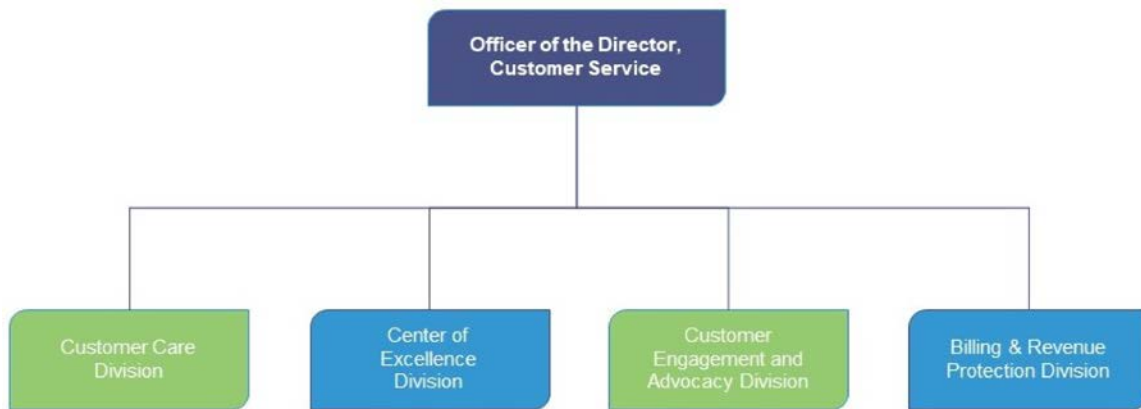 Officer of the Director,
Customer Service
Customer Care
Division
Center of
Excellence
Division
Customer
Engagement and
Advocacy Division
Billing & Revenue
Protection Division